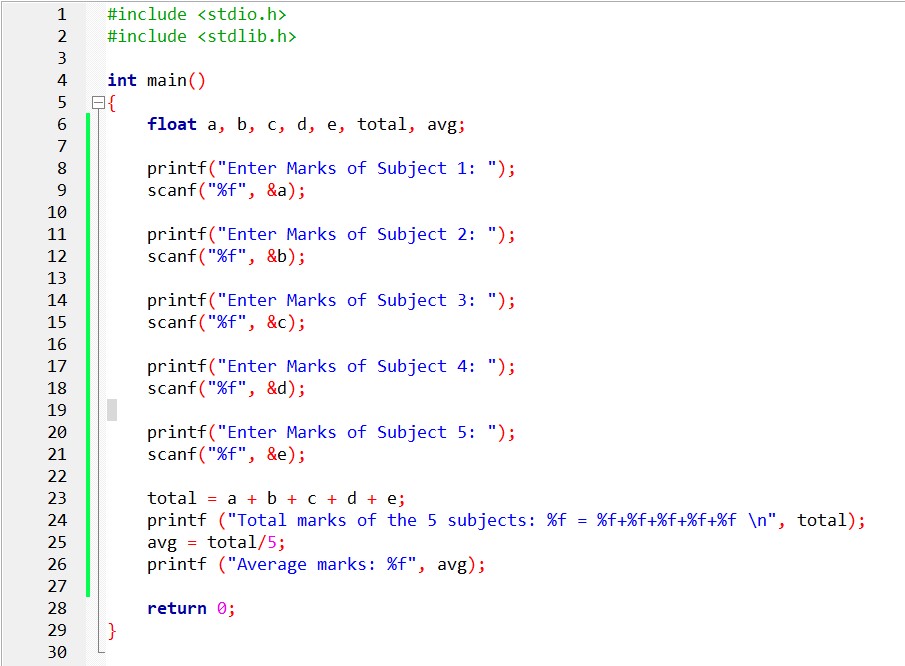 1 #include <stdio.h>
2 #include <stdlib.h>
3
4 int main()
5 {
6 float a, b, c, d, e, total, avg;
7
8 printf("Enter Marks of Subject 1: ");
9 scanf("%f", &a);
10
11 printf("Enter Marks of Subject 2: ");
12 scanf("%f", &b);
13
14 printf("Enter Marks of Subject 3: ");
15 scanf("%f", &c);
16
17 printf("Enter Marks of Subject 4: ");
18 scanf("%f", &d);
19
20 printf("Enter Marks of Subject 5: ");
21 scanf("%f", &e);
22
23 total = a + b + c + d + e;
24 printf ("Total marks of the 5 subjects: %f = %f+%f+%f+%f+%f \n", total);
25 avg = total/5;
26 printf ("Average marks: %f", avg);
27
28 return 0;
29 }
30